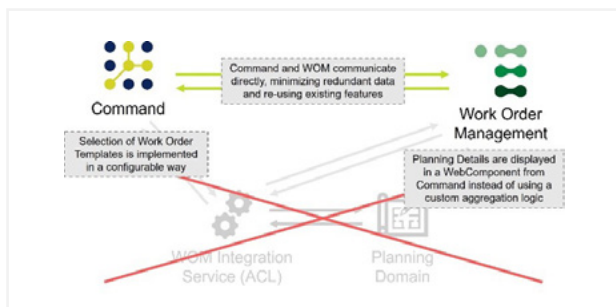 Command and WOM communicate
directly, minimizing redundant data
and re-using existing features
Command
Work Order
Management
Selection of Work Order
Templates is implemented
in a configurable way
Planning Details are displayed
in a WebComponent from
Command instead of using a
custom aggregation logic
WOM Integration
Service (ACL)
Planning
Domain